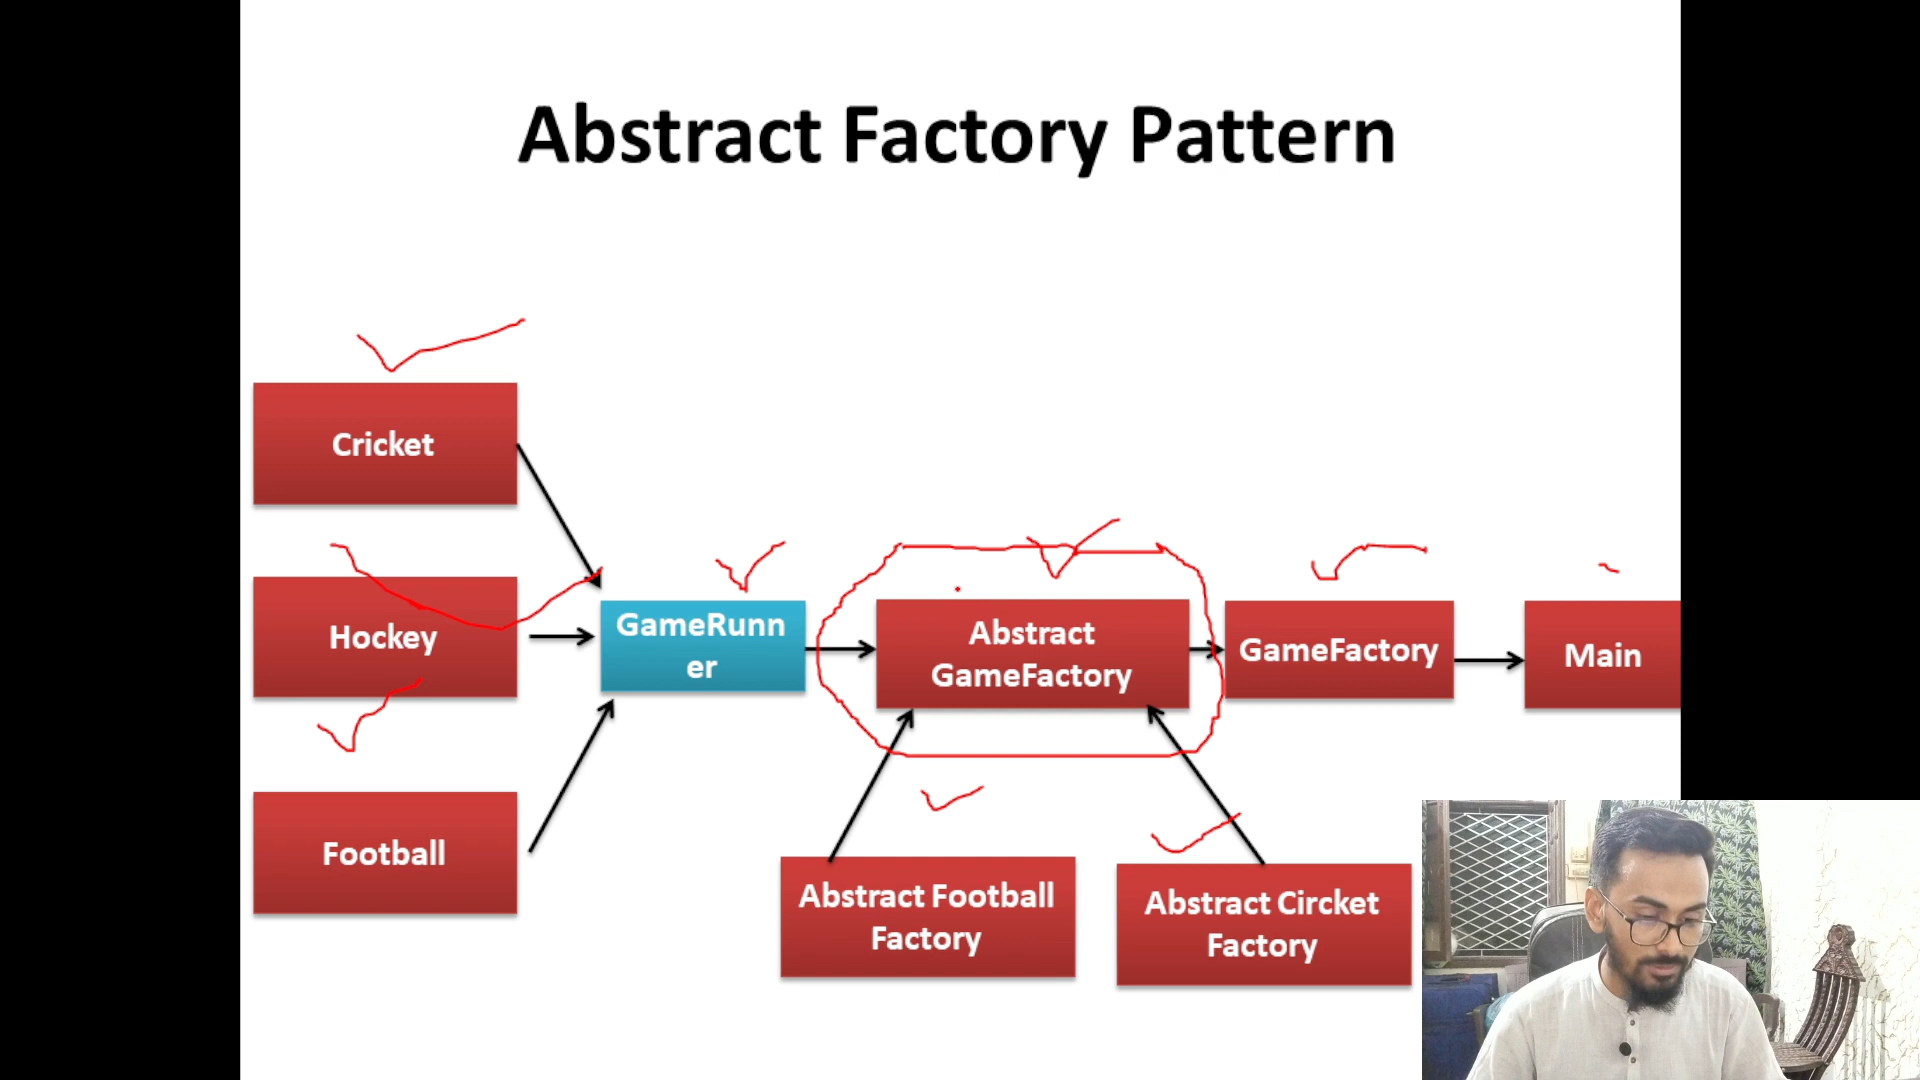 Abstract Factory Pattern
Cricket
Hockey
Football
GameRunn
er
Abstract
GameFactory
GameFactory
Main
Abstract Football
Factory
Abstract Circket
Factory